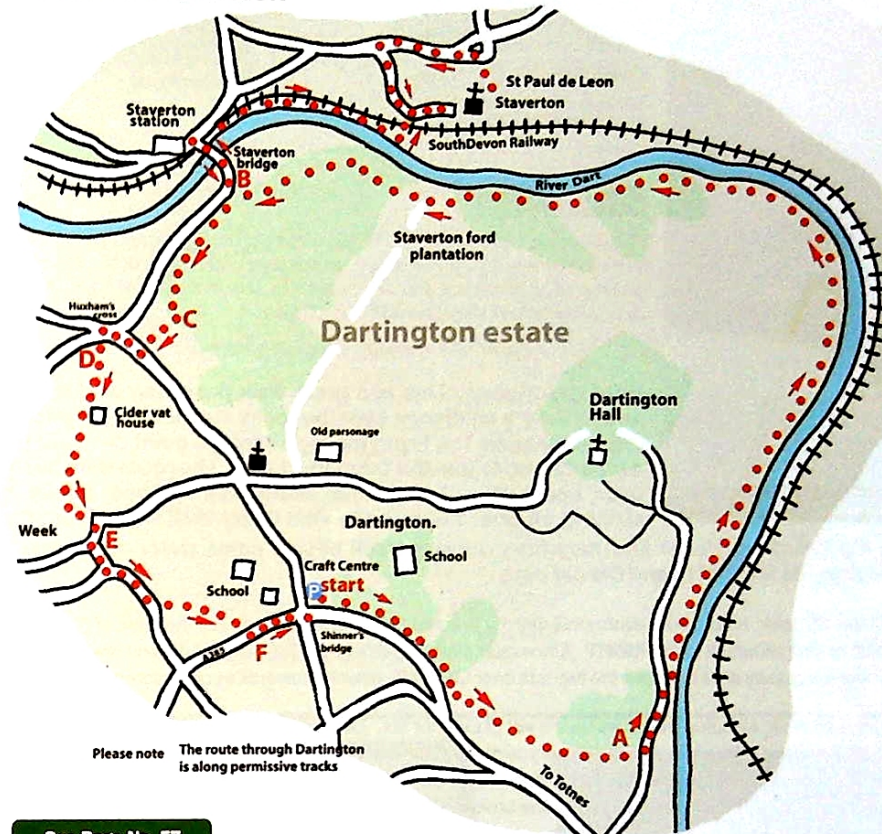 St Paul de Leon
Staverton
Staverton
station
SouthDevon Railway
Staverton
bridge
B
River Dart
Staverton ford
plantation
Huxham's
cross
C
Dartington estate
D
Dartington
Hall
Cider vat
house
Old parsonage
Week
E
Dartington.
School
Craft Centre
P
start
School
Shinner's
bridge
F
A
Please note The route through Dartington
is along permissive tracks
To Totnes